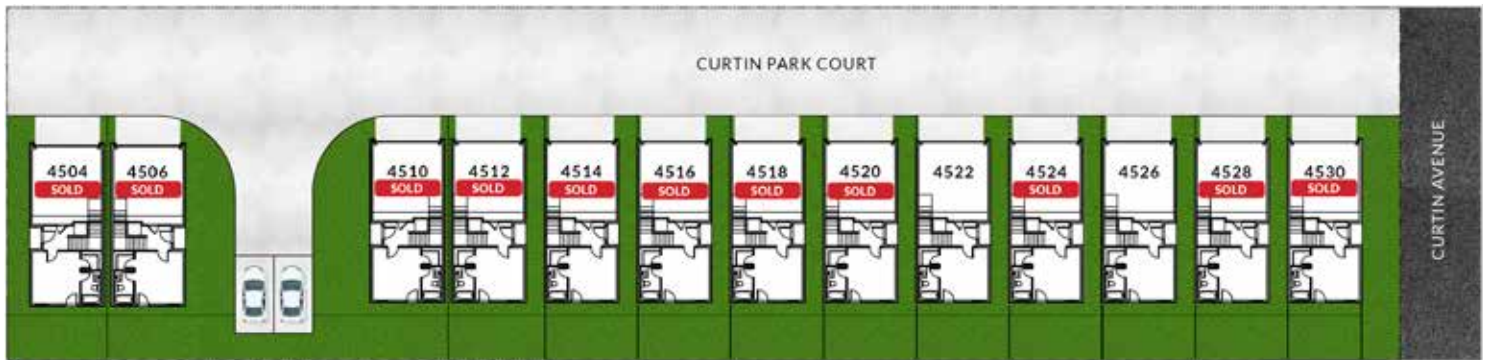 CURTIN PARK COURT
CURTIN AVENUE
4504
SOLD
4506
SOLD
4510
SOLD
4512
SOLD
4514
SOLD
4516
SOLD
4518
SOLD
4520
SOLD
4522
4524
SOLD
4526
4528
SOLD
4530
SOLD